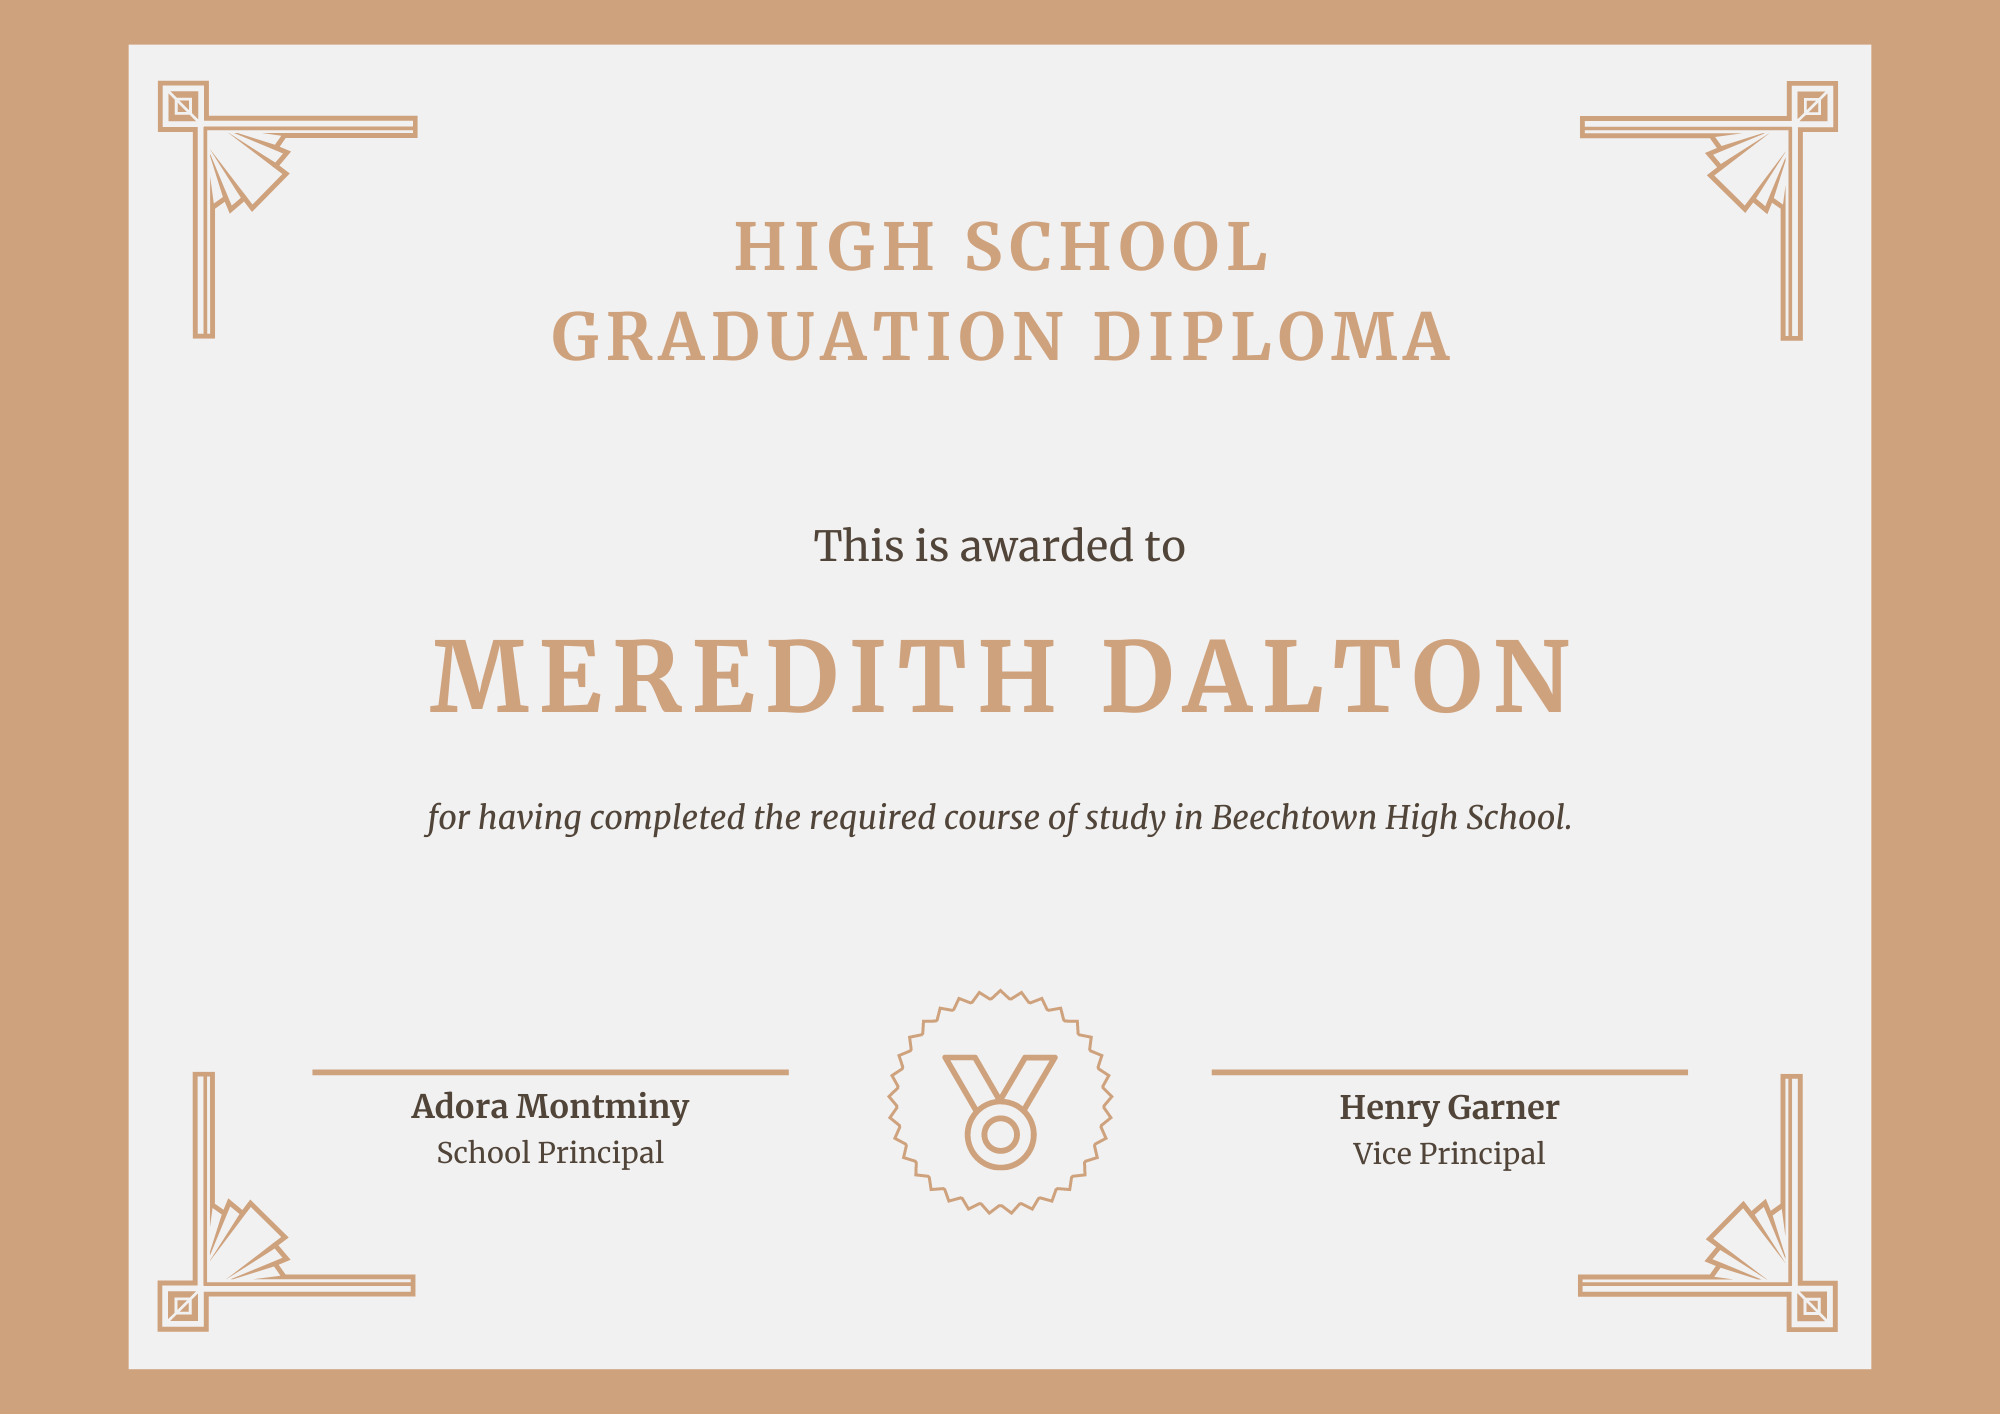 HIGH SCHOOL
GRADUATION DIPLOMA
This is awarded to
MEREDITH DALTON
for having completed the required course of study in Beechtown High School.
Adora Montminy
School Principal
Henry Garner
Vice Principal